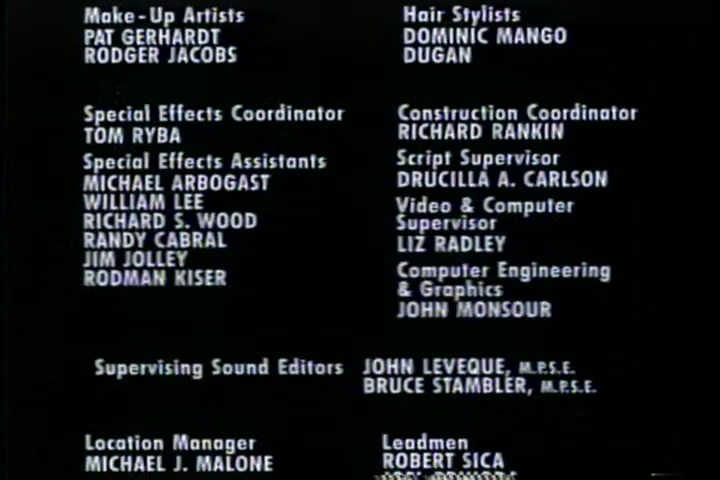 Make-Up Artists
PAT GERHARDT
RODGER JACOBS
Hair Stylists
DOMINIC MANGO
DUGAN
Special Effects Coordinator
TOM RYBA
Special Effects Assistants
MICHAEL ARBOGAST
WILLIAM LEE
RICHARD S. WOOD
RANDY CABRAL
JIM JOLLEY
RODMAN KISER
Construction Coordinator
RICHARD RANKIN
Script Supervisor
DRUCILLA A. CARLSON
Video & Computer
Supervisor
LIZ RADLEY
Computer Engineering
& Graphics
JOHN MONSOUR
Supervising Sound Editors JOHN LEVEQUE, M.P.S.E.
BRUCE STAMBLER, M.P.S.E.
Location Manager
MICHAEL J. MALONE
Leadmen
ROBERT SICA